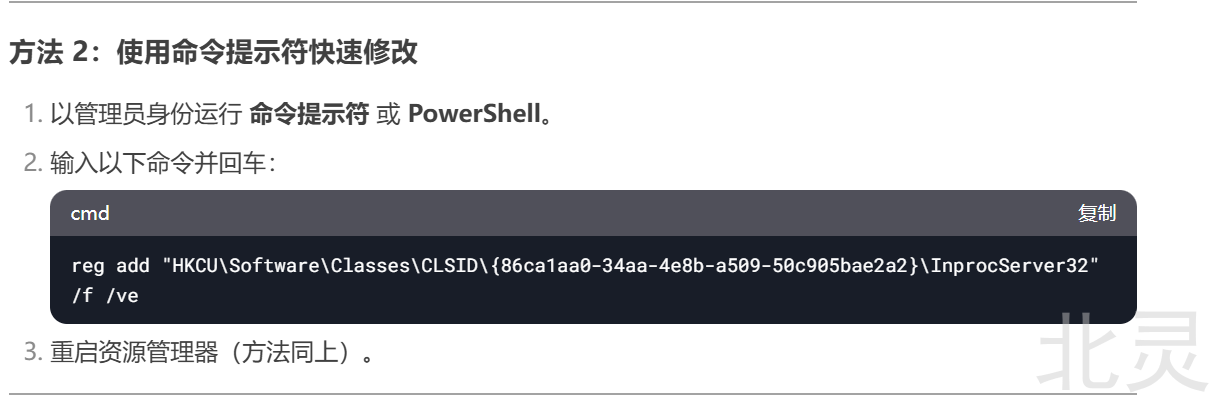 方法 2：使用命令提示符快速修改
1. 以管理员身份运行 命令提示符 或 PowerShell。
2. 输入以下命令并回车：
cmd 复制
reg add "HKCU\Software\Classes\CLSID\{86ca1aa0-34aa-4e8b-a509-50c905bae2a2}\InprocServer32"
/f /ve
3. 重启资源管理器（方法同上）。
北灵